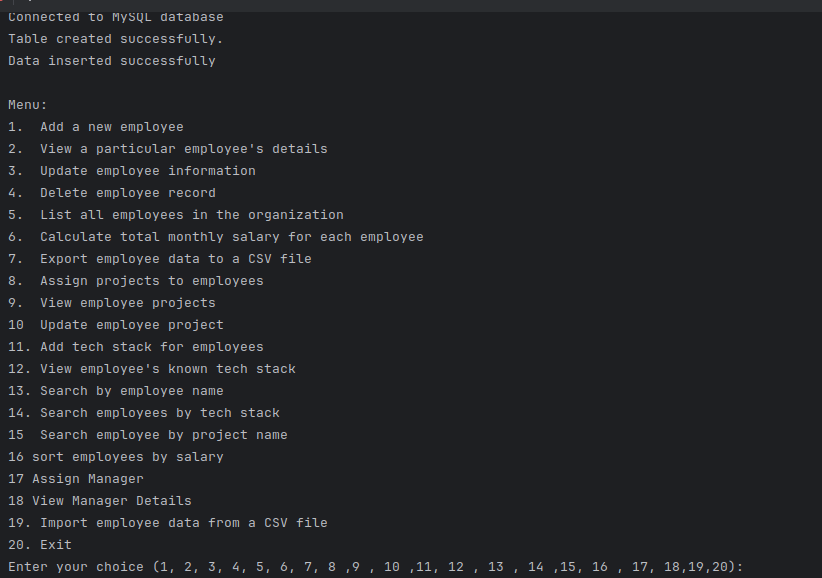 Connected to MySQL database
Table created successfully.
Data inserted successfully
Menu:
1.  Add a new employee
2.  View a particular employee's details
3.  Update employee information
4.  Delete employee record
5.  List all employees in the organization
6.  Calculate total monthly salary for each employee
7.  Export employee data to a CSV file
8.  Assign projects to employees
9.  View employee projects
10  Update employee project
11. Add tech stack for employees
12. View employee's known tech stack
13. Search by employee name
14. Search employees by tech stack
15  Search employee by project name
16 sort employees by salary
17 Assign Manager
18 View Manager Details
19. Import employee data from a CSV file
20. Exit
Enter your choice (1, 2, 3, 4, 5, 6, 7, 8 ,9 , 10 ,11, 12 , 13 , 14 ,15, 16 , 17, 18,19,20):